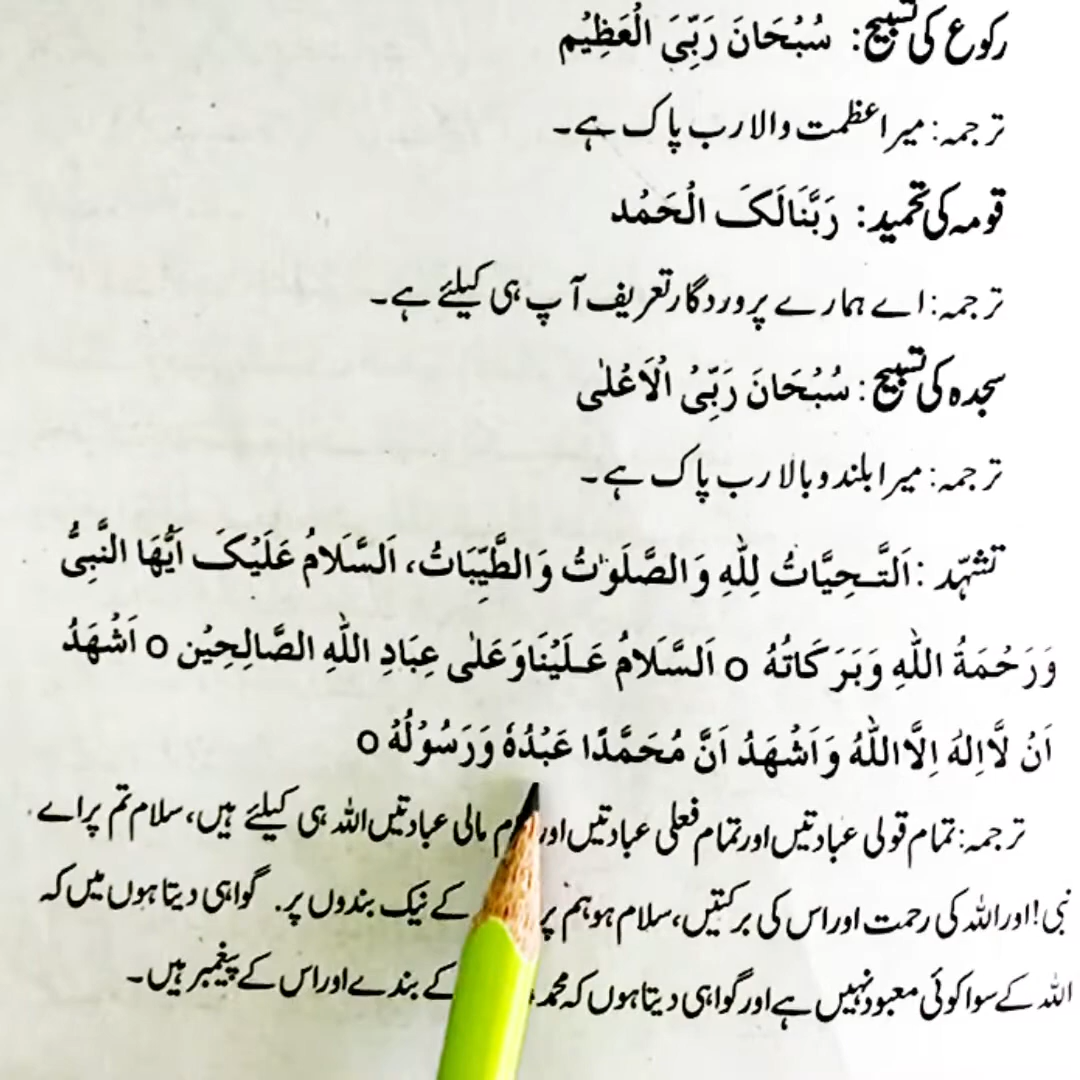 رکوع کی تسبیح: سُبْحَانَ رَبِّیَ الْعَظِیْم
ترجمہ: میرا عظمت والا رب پاک ہے۔
قومہ کی تحمید: رَبَّنَالَکَ الْحَمْد
ترجمہ: اے ہمارے پروردگار تعریف آپ ہی کیلئے ہے۔
سجدہ کی تسبیح: سُبْحَانَ رَبِّیُ الْاَعْلٰی
ترجمہ: میرا بلند و بالا رب پاک ہے۔
تشہّد: اَلتَّحِیَّاتُ لِلّٰہِ وَالصَّلَوٰتُ وَالطَّیِّبَاتُ، اَلسَّلَامُ عَلَیْکَ اَیُّھَا النَّبِیُّ
وَرَحْمَۃُ اللّٰہِ وَبَرَکَاتُہُ o اَلسَّلَامُ عَلَیْنَاوَعَلٰی عِبَادِ اللّٰہِ الصَّالِحِیْن o اَشْھَدُ
اَنْ لَّااِلٰہَ اِلَّااللّٰہُ وَاَشْھَدُ اَنَّ مُحَمَّدًا عَبْدُہٗ وَرَسُوْلُہُ o
ترجمہ: تمام قولی عبادتیں اور تمام فعلی عبادتیں اور مالی عبادتیں اللہ ہی کیلئے ہیں، سلام تم پر اے
نبی! اور اللہ کی رحمت اور اس کی برکتیں، سلام ہو ہم پر کے نیک بندوں پر۔ گواہی دیتا ہوں میں کہ
اللہ کے سوا کوئی معبود نہیں ہے اور گواہی دیتا ہوں کہ محمد کے بندے اور اس کے پیغمبر ہیں۔